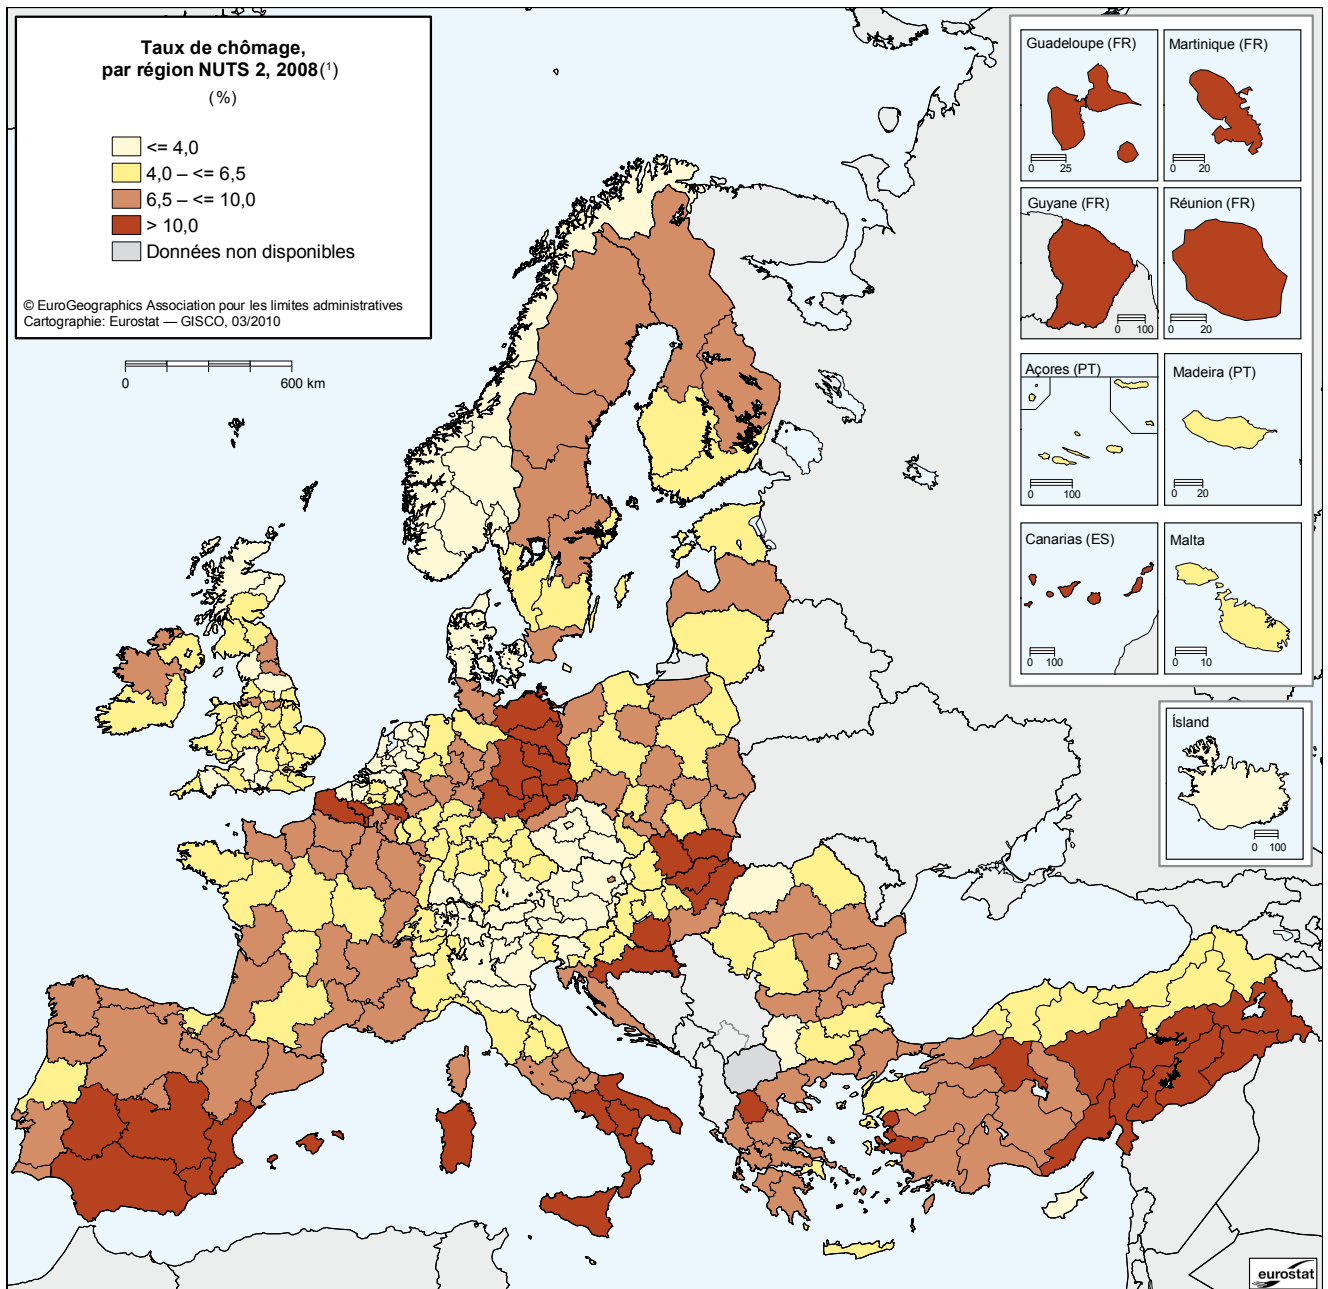 Taux de chômage,
par région NUTS 2, 2008(¹)
(%)
<= 4,0
4,0 – <= 6,5
6,5 – <= 10,0
> 10,0
Données non disponibles
© EuroGeographics Association pour les limites administratives
Cartographie: Eurostat — GISCO, 03/2010
0 600 km
Guadeloupe (FR)
0 25
Martinique (FR)
0 20
Guyane (FR)
0 100
Réunion (FR)
0 20
Açores (PT)
0 100
Madeira (PT)
0 20
Canarias (ES)
0 100
Malta
0 10
Ísland
0 100
eurostat